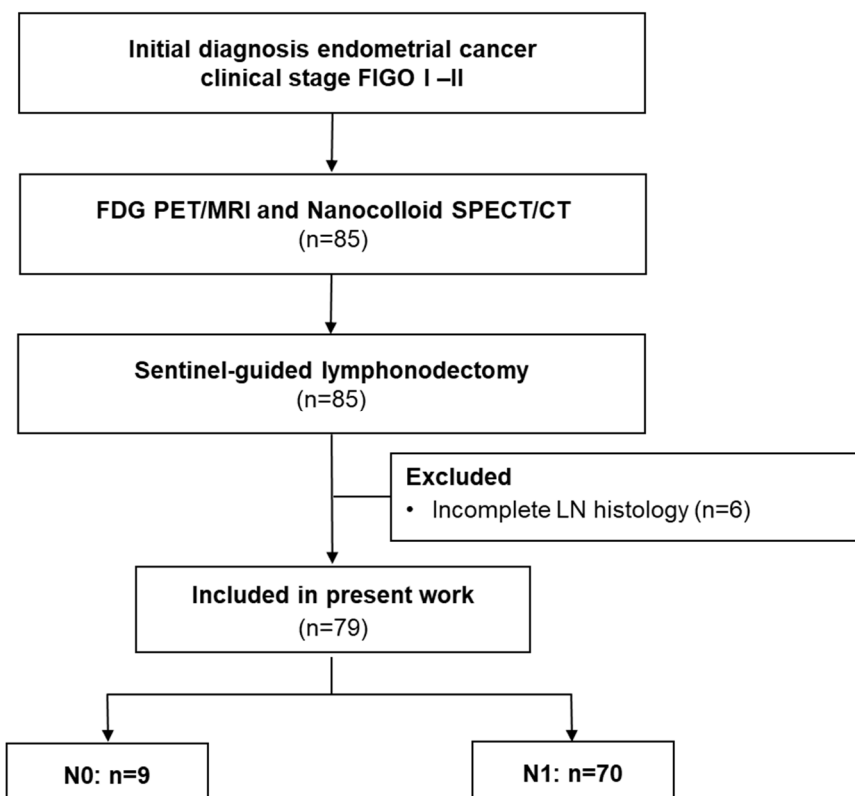 Initial diagnosis endometrial cancer
clinical stage FIGO I –II
FDG PET/MRI and Nanocolloid SPECT/CT
(n=85)
Sentinel-guided lymphonodectomy
(n=85)
Excluded
• Incomplete LN histology (n=6)
Included in present work
(n=79)
N0: n=9
N1: n=70